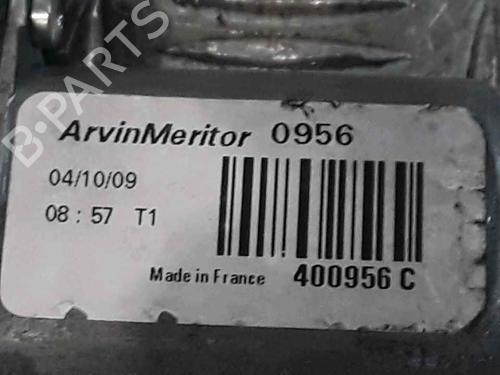 B-PARTS
ArvinMeritor 0956
04/10/09
08 : 57 T1
Made in France 400956 C